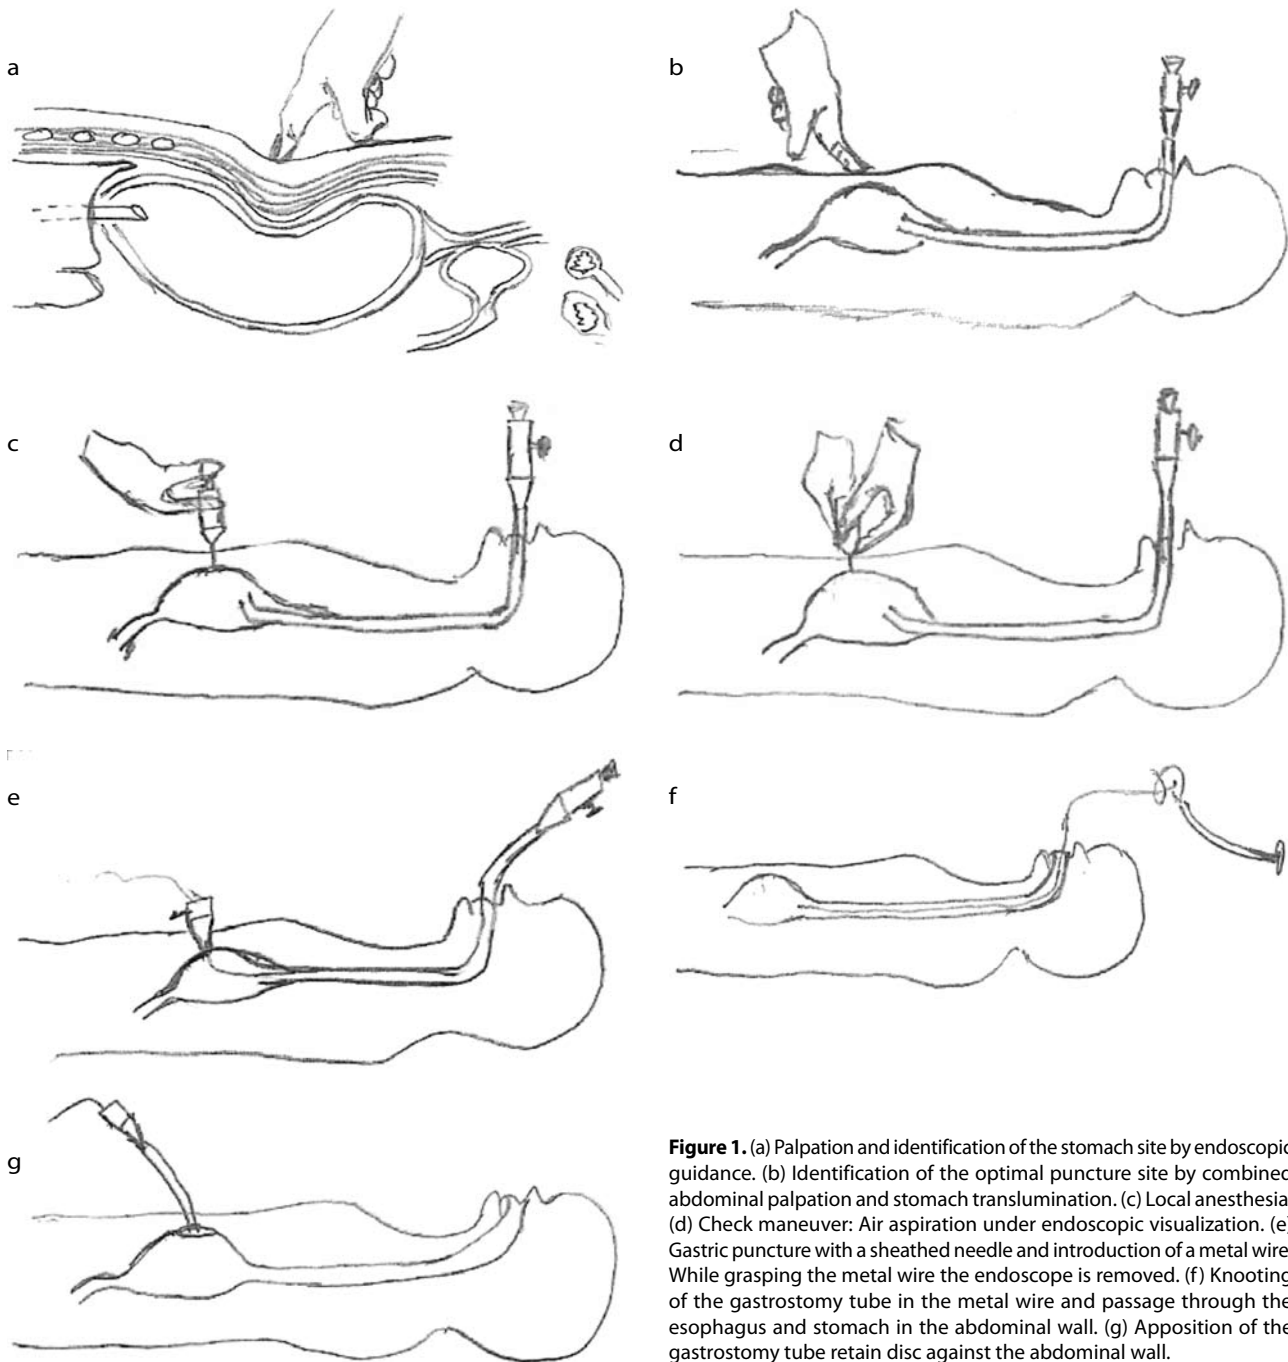 a
b
c
d
e
f
g
Figure 1. (a) Palpation and identification of the stomach site by endoscopic
guidance. (b) Identification of the optimal puncture site by combined
abdominal palpation and stomach translumination. (c) Local anesthesia
(d) Check maneuver: Air aspiration under endoscopic visualization. (e)
Gastric puncture with a sheathed needle and introduction of a metal wire
While grasping the metal wire the endoscope is removed. (f) Knooting
of the gastrostomy tube in the metal wire and passage through the
esophagus and stomach in the abdominal wall. (g) Apposition of the
gastrostomy tube retain disc against the abdominal wall.